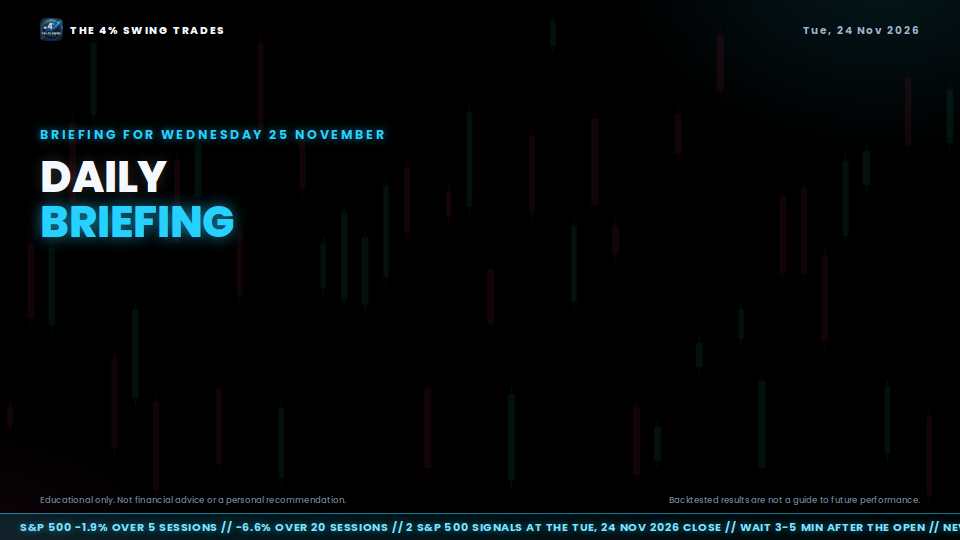 THE 4% SWING TRADES
Tue, 24 Nov 2026
BRIEFING FOR WEDNESDAY 25 NOVEMBER
DAILY
BRIEFING
Educational only. Not financial advice or a personal recommendation.
Backtested results are not a guide to future performance.
S&P 500 -1.9% OVER 5 SESSIONS // -6.6% OVER 20 SESSIONS // 2 S&P 500 SIGNALS AT THE TUE, 24 NOV 2026 CLOSE // WAIT 3-5 MIN AFTER THE OPEN //